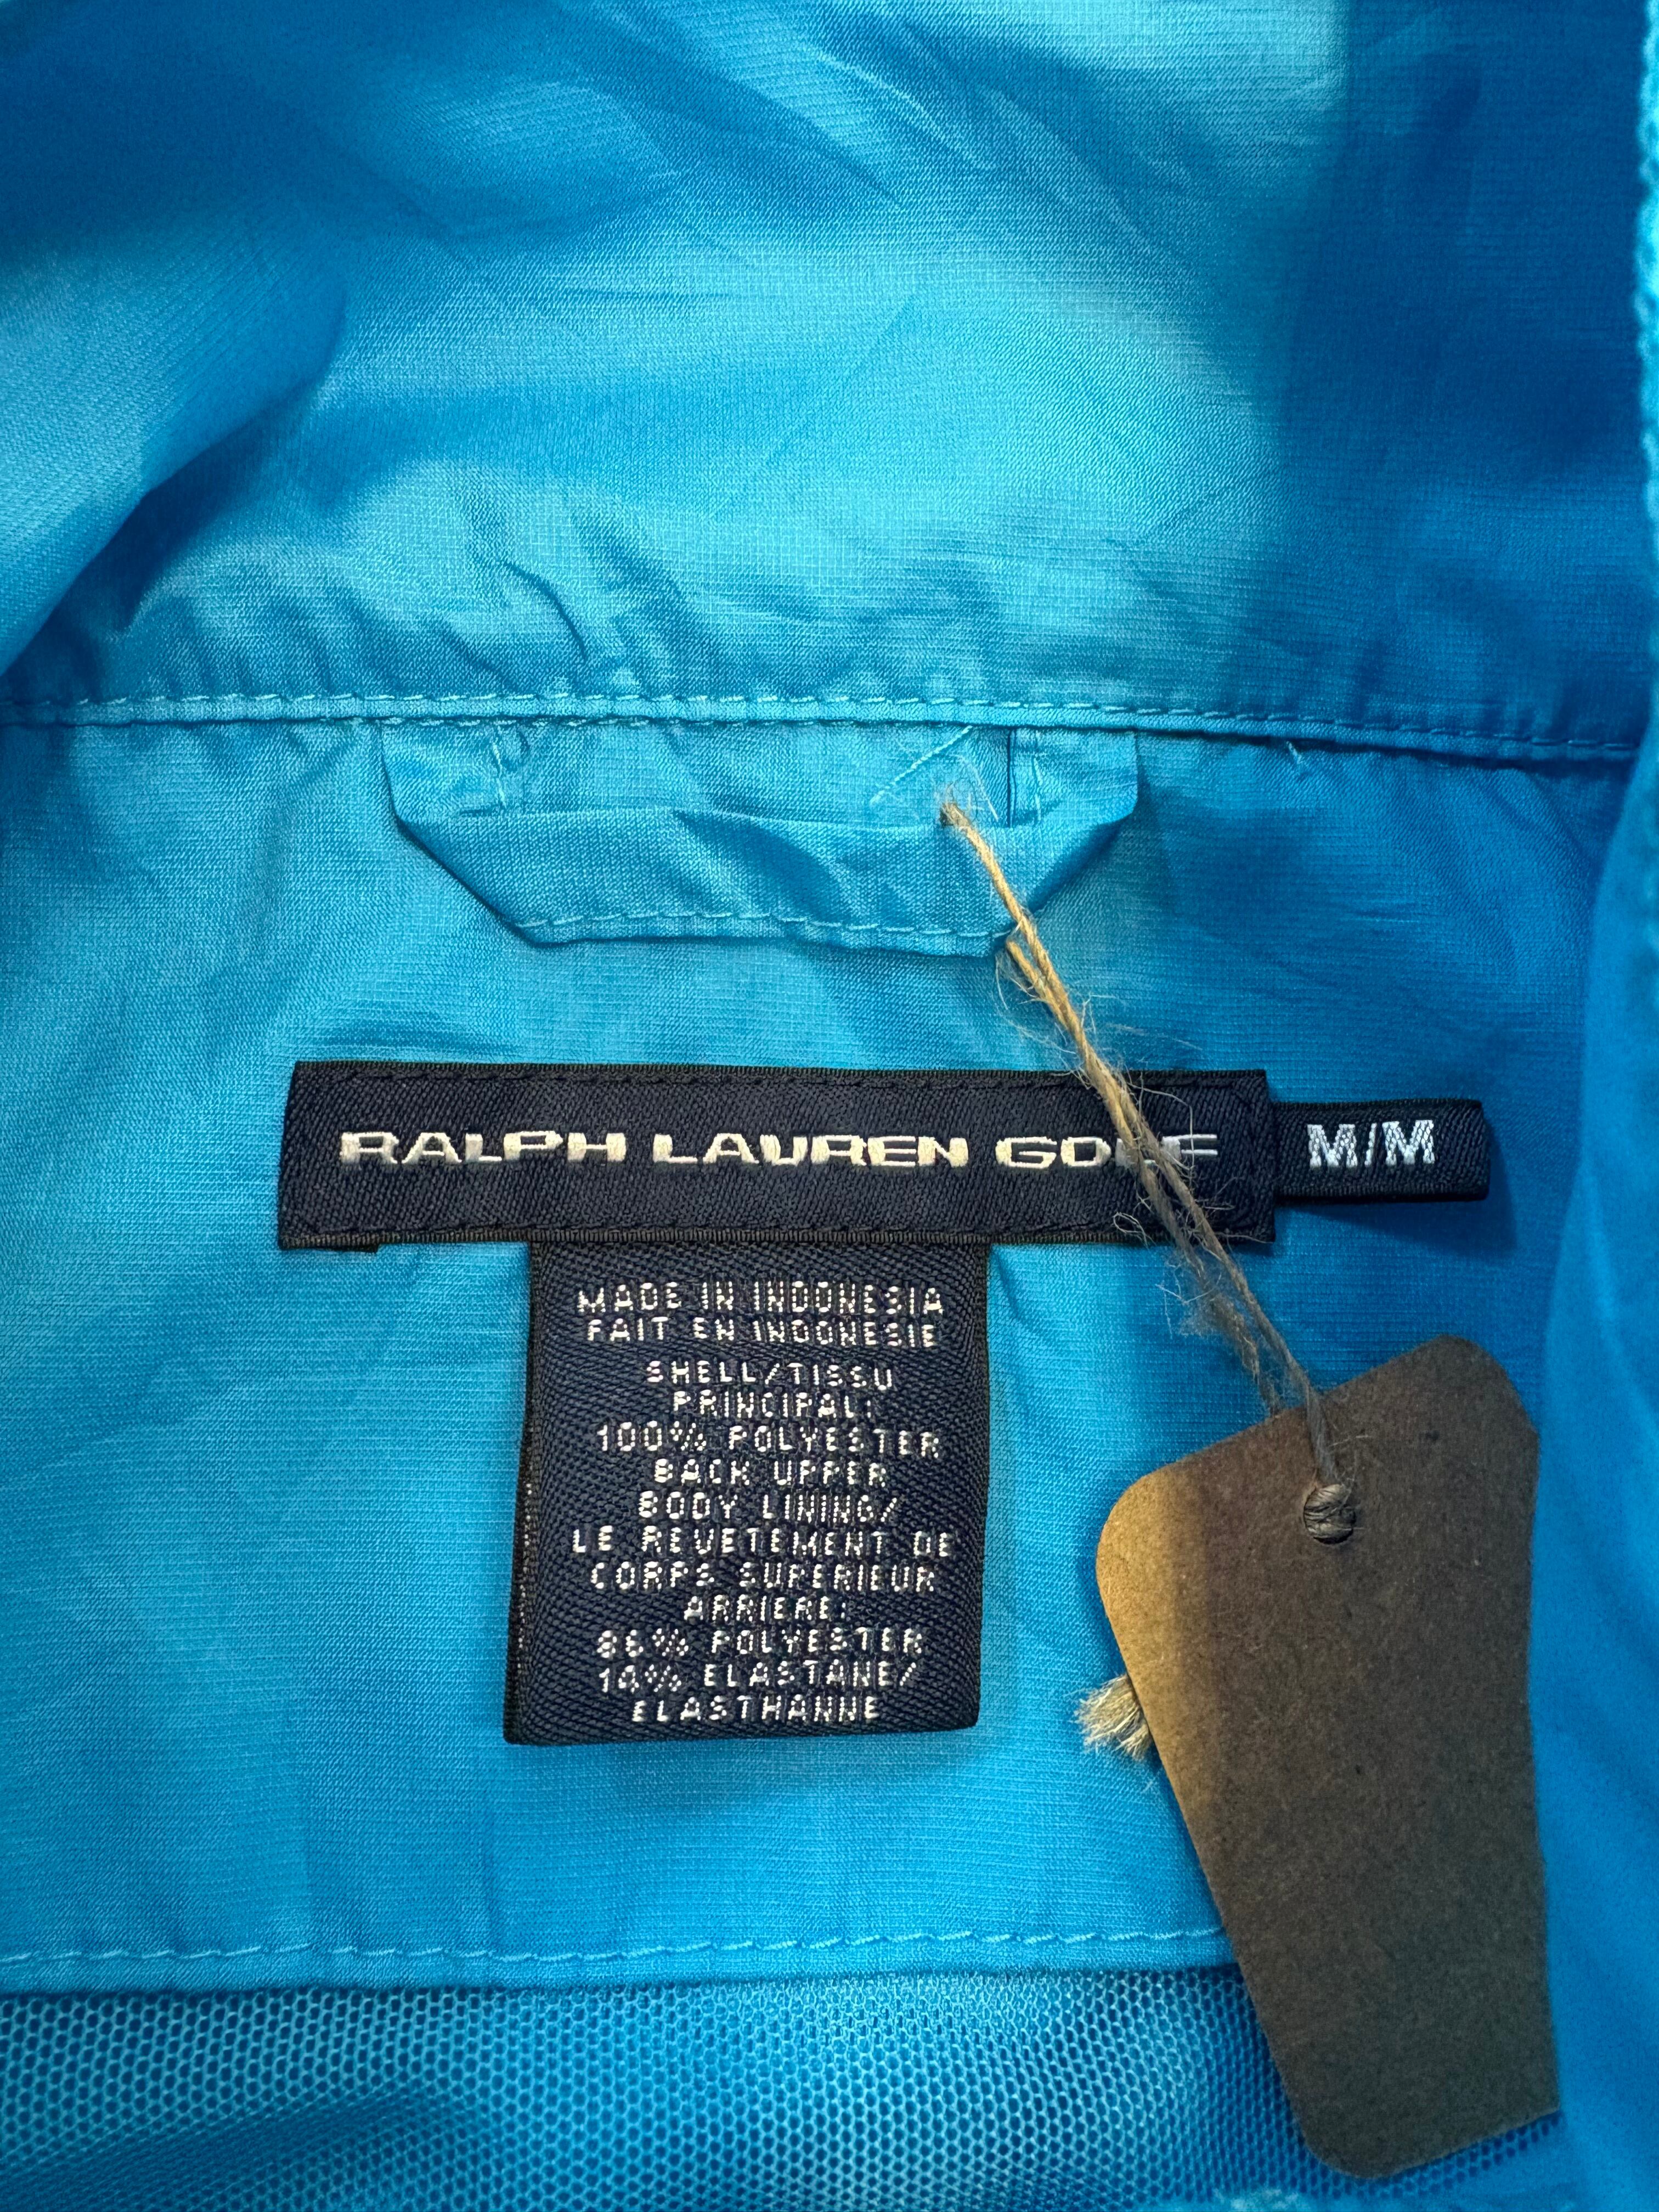 RALPH LAUREN GOLF
M/M
MADE IN INDONESIA
FAIT EN INDONESIE
SHELL/TISSU
PRINCIPAL:
100% POLYESTER
BACK UPPER
BODY LINING/
LE REVETEMENT DE
CORPS SUPERIEUR
ARRIERE:
86% POLYESTER
14% ELASTANE/
ELASTHANNE